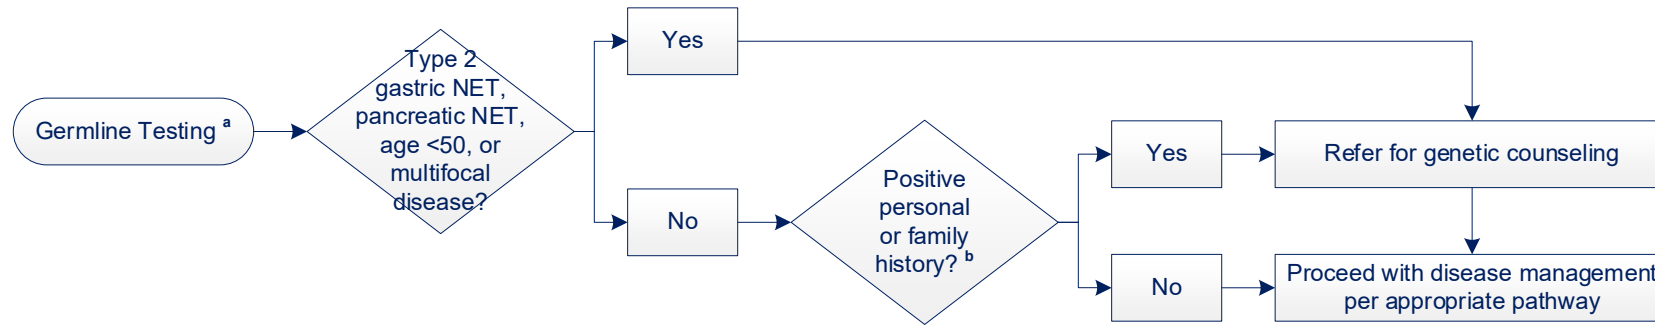 Germline Testing a
Type 2
gastric NET,
pancreatic NET,
age <50, or
multifocal
disease?
Yes
No
Positive
personal
or family
history? b
Yes
No
Refer for genetic counseling
Proceed with disease management
per appropriate pathway